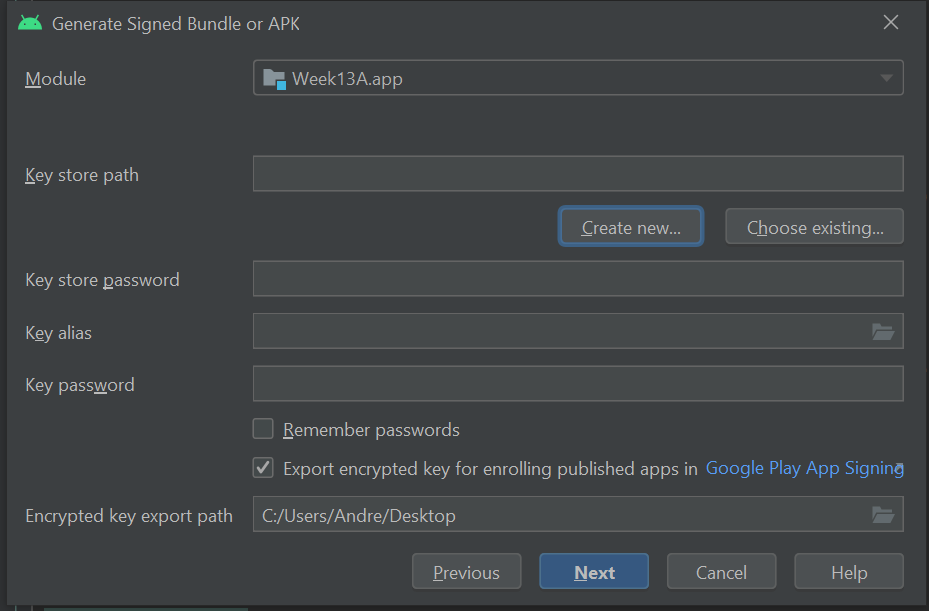 Generate Signed Bundle or APK
Module
Week13A.app
Key store path
Create new... Choose existing...
Key store password
Key alias
Key password
Remember passwords
Export encrypted key for enrolling published apps in Google Play App Signing
Encrypted key export path C:/Users/Andre/Desktop
Previous Next Cancel Help